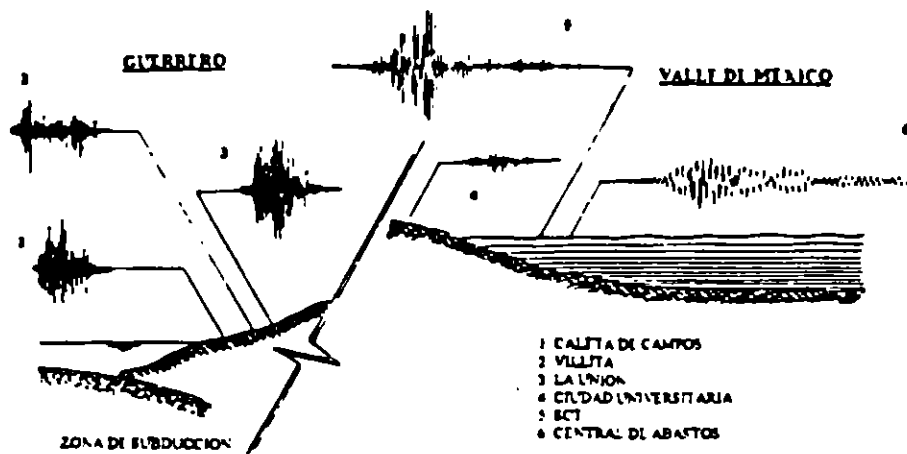 GUERRERO
VALLE DE MEXICO
3
1 CALETA DE CAMPOS
2 VILLITA
3 LA UNION
4 CIUDAD UNIVERSITARIA
5 SCT
6 CENTRAL DE ABASTOS
ZONA DE SUBDUCCION